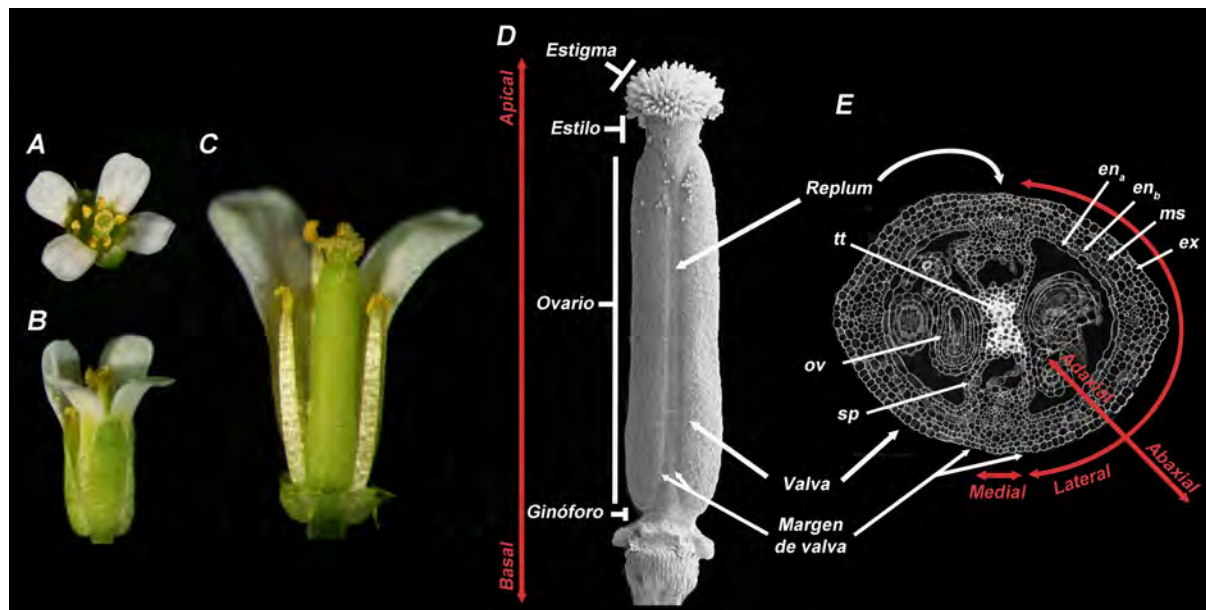 A
B
C
D
Apical
Basal
Estigma
Estilo
Ovario
Ginóforo
Replum
Valva
Margen
de valva
E
en a
en b
ms
ex
tt
ov
sp
Adaxial
Abaxial
Medial
Lateral